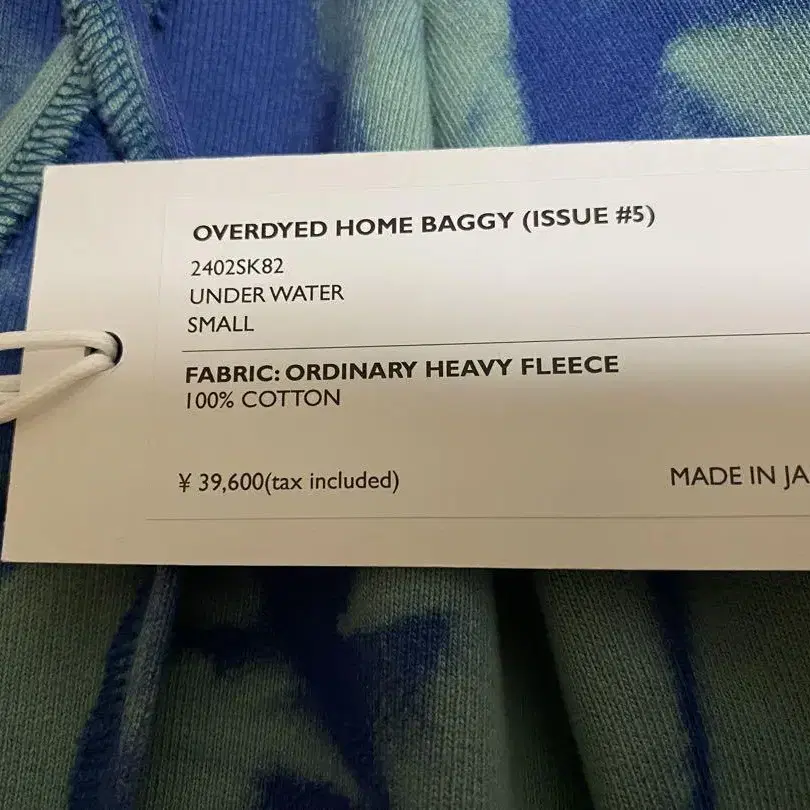 OVERDYED HOME BAGGY (ISSUE #5)
2402SK82
UNDER WATER
SMALL
FABRIC: ORDINARY HEAVY FLEECE
100% COTTON
¥ 39,600(tax included)
MADE IN JA